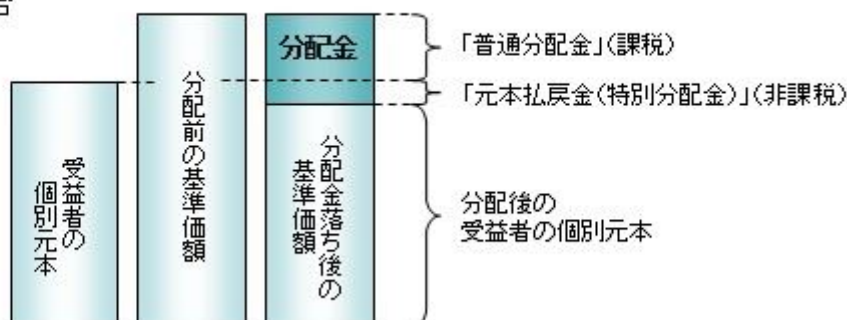 分配金
「普通分配金」(課税)
「元本払戻金(特別分配金)」(非課税)
受益者の
個別元本
分配前の基準価額
分配金落ち後の
基準価額
分配後の
受益者の個別元本